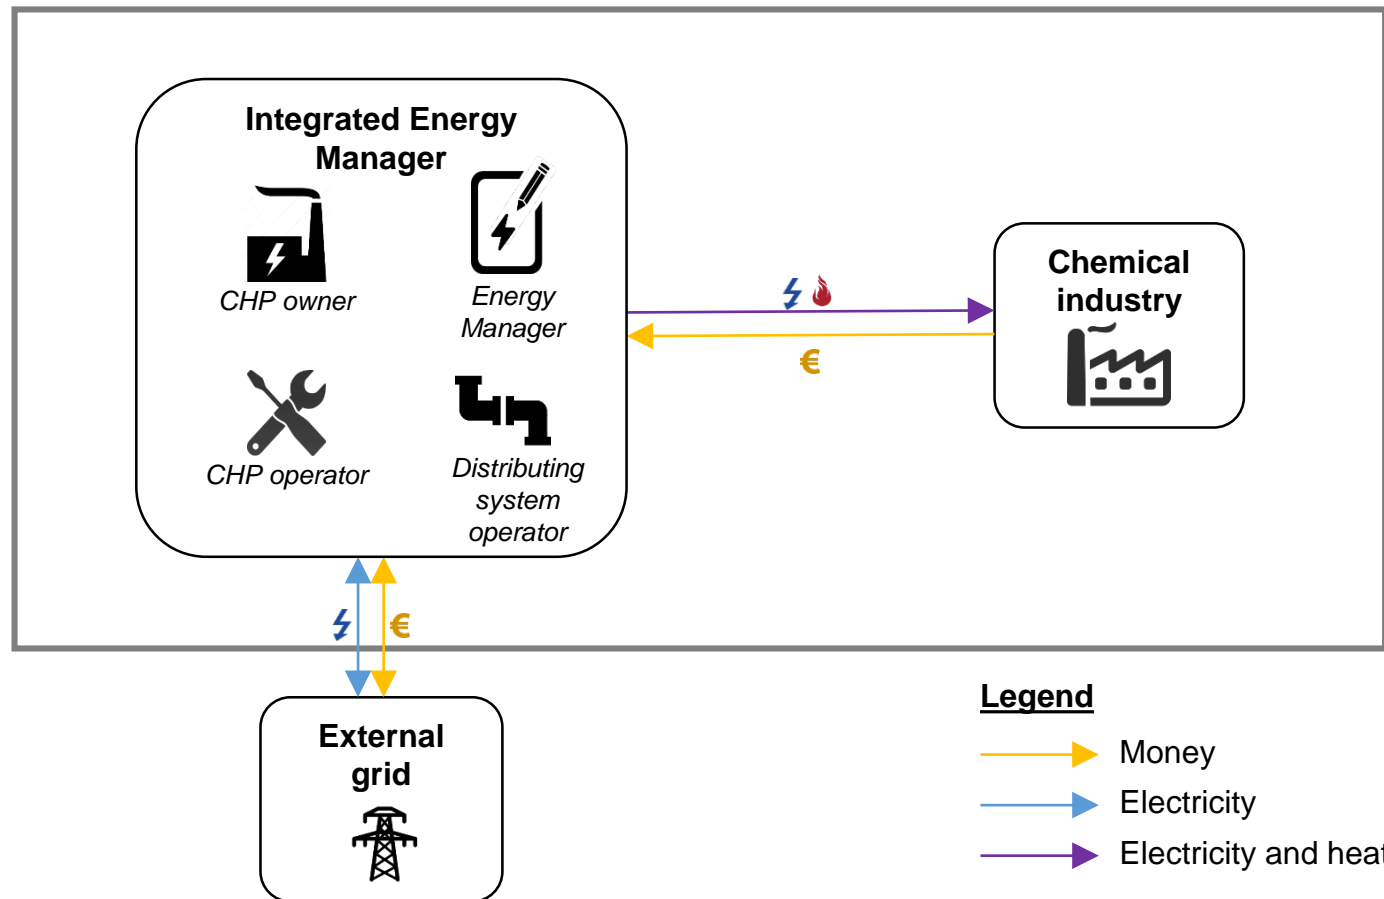 Integrated Energy
Manager
CHP owner
Energy
Manager
CHP operator
Distributing
system
operator
€
Chemical
industry
€
External
grid
Legend
Money
Electricity
Electricity and heat